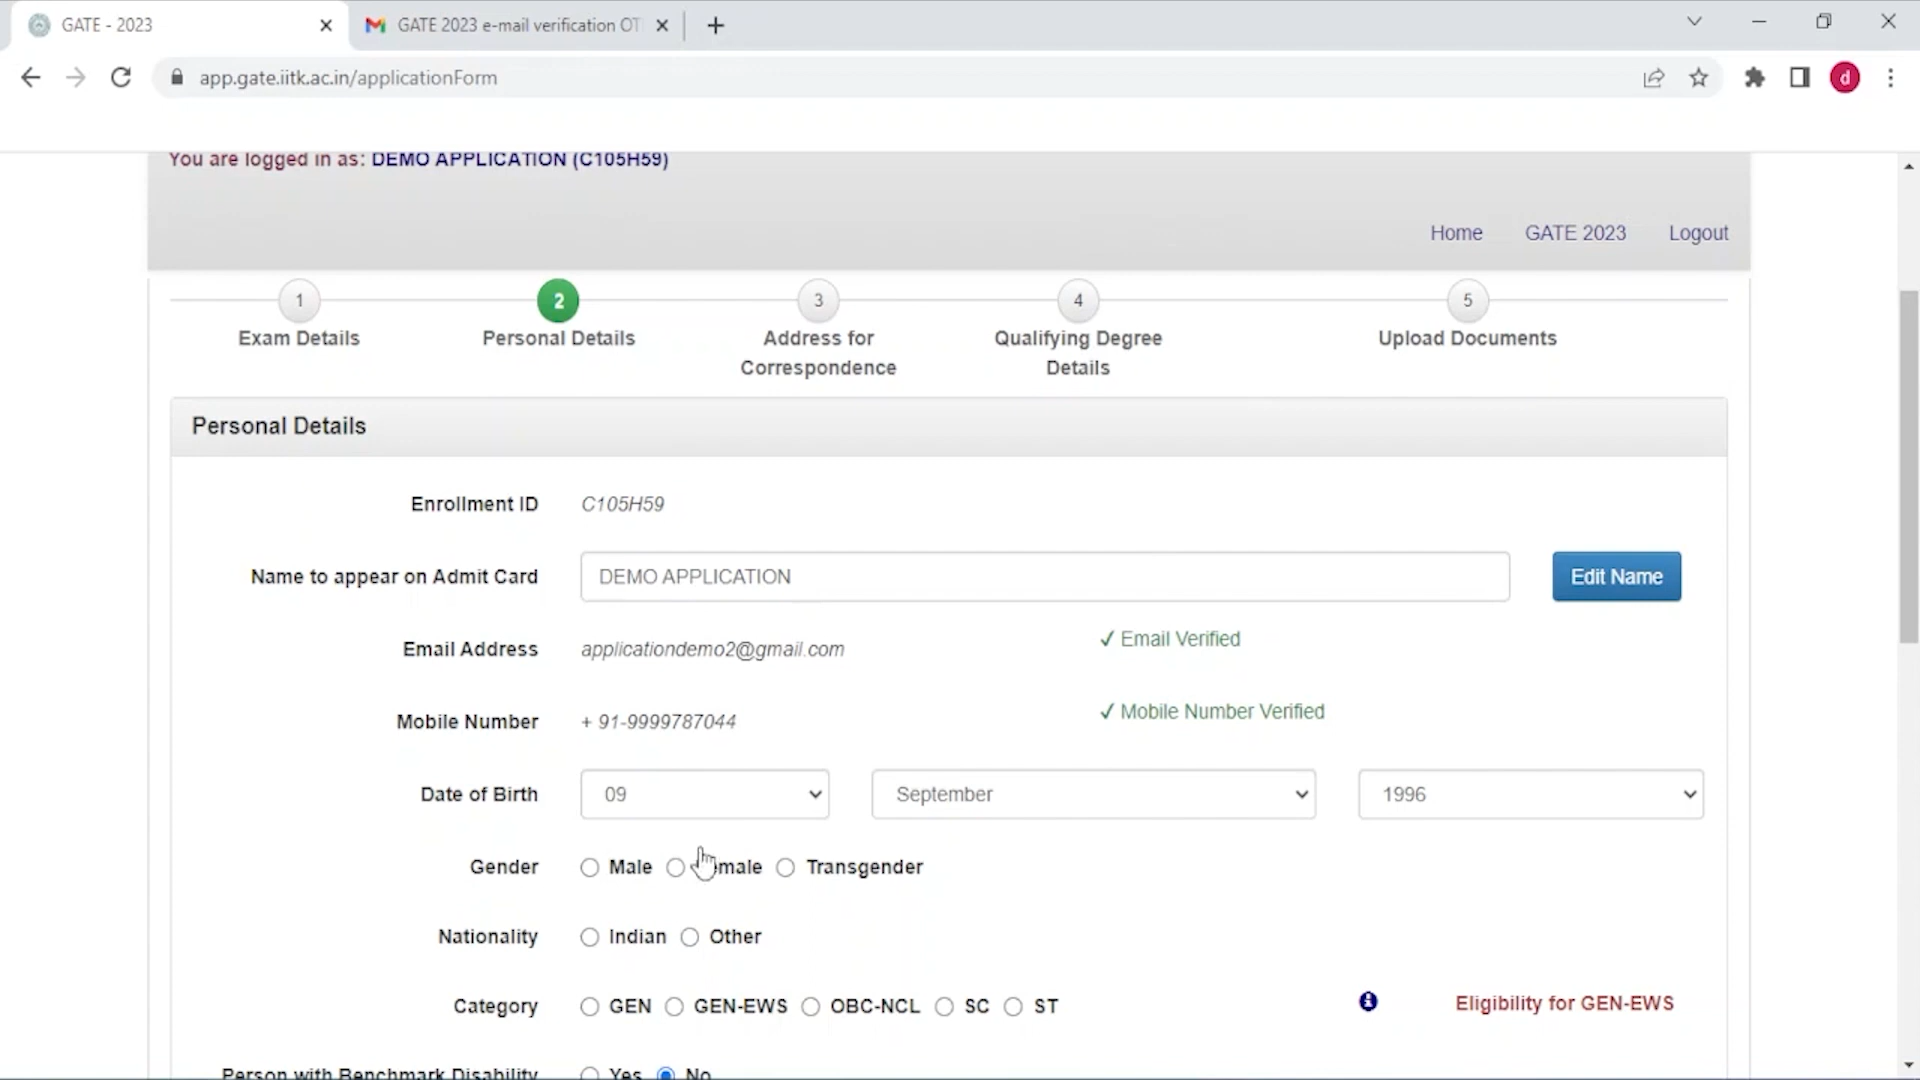 GATE - 2023
GATE 2023 e-mail verification OT
d
app.gate.iitk.ac.in/applicationForm
You are logged in as: DEMO APPLICATION (C105H59)
Home GATE 2023 Logout
1 2 3 4 5
Exam Details Personal Details Address for Correspondence Qualifying Degree Details Upload Documents
Personal Details
Enrollment ID C105H59
Name to appear on Admit Card DEMO APPLICATION Edit Name
Email Address applicationdemo2@gmail.com ✓ Email Verified
Mobile Number + 91-9999787044 ✓ Mobile Number Verified
Date of Birth 09 September 1996
Gender Male male Transgender
Nationality Indian Other
Category GEN GEN-EWS OBC-NCL SC ST Eligibility for GEN-EWS
Person with Benchmark Disability Yes No